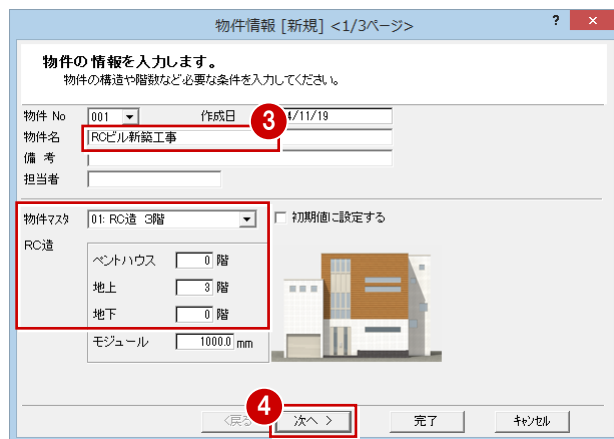 物件情報 [新規] <1/3ページ>
? ×
物件の情報を入力します。
物件の構造や階数など必要な条件を入力してください。
物件 No 001 作成日 4/11/19
3
物件名 RCビル新築工事
備 考
担当者
物件マスタ 01: RC造 3階 初期値に設定する
RC造
ペントハウス 0 階
地上 3 階
地下 0 階
モジュール 1000.0 mm
4
<戻る 次へ > 完了 キャンセル